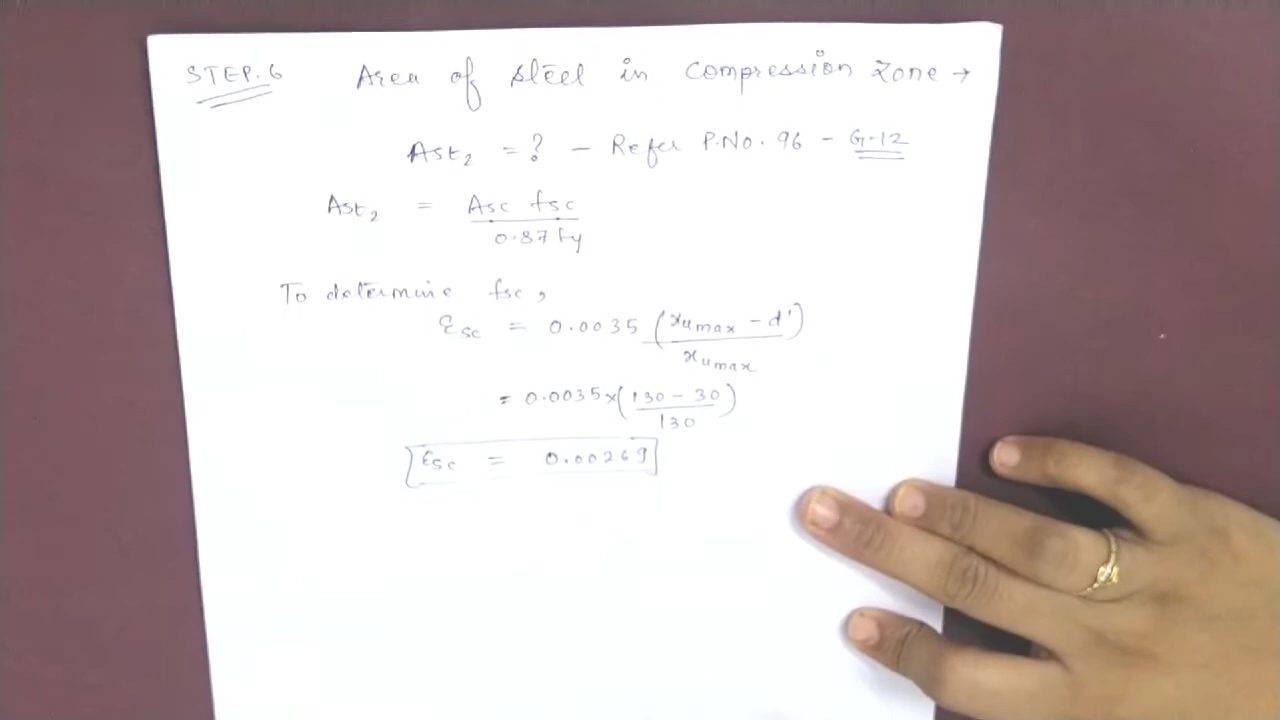 STEP.6 Area of steel in compression zone →
Ast₂ = ? – Refer P.No. 96 – G-12
Ast₂ = Asc fsc
0.87 fy
To determine fsc,
εsc = 0.0035 (xumax – d')
xumax
= 0.0035 × (130 – 30)
130
εsc = 0.00269